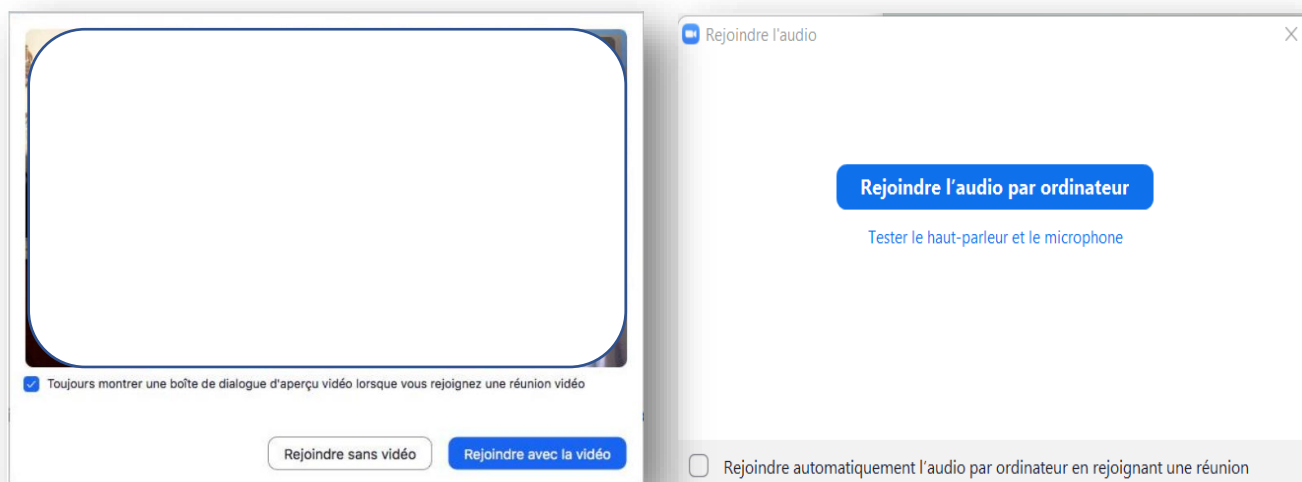 Toujours montrer une boîte de dialogue d'aperçu vidéo lorsque vous rejoignez une réunion vidéo
Rejoindre sans vidéo
Rejoindre avec la vidéo
Rejoindre l'audio
Rejoindre l'audio par ordinateur
Tester le haut-parleur et le microphone
Rejoindre automatiquement l'audio par ordinateur en rejoignant une réunion